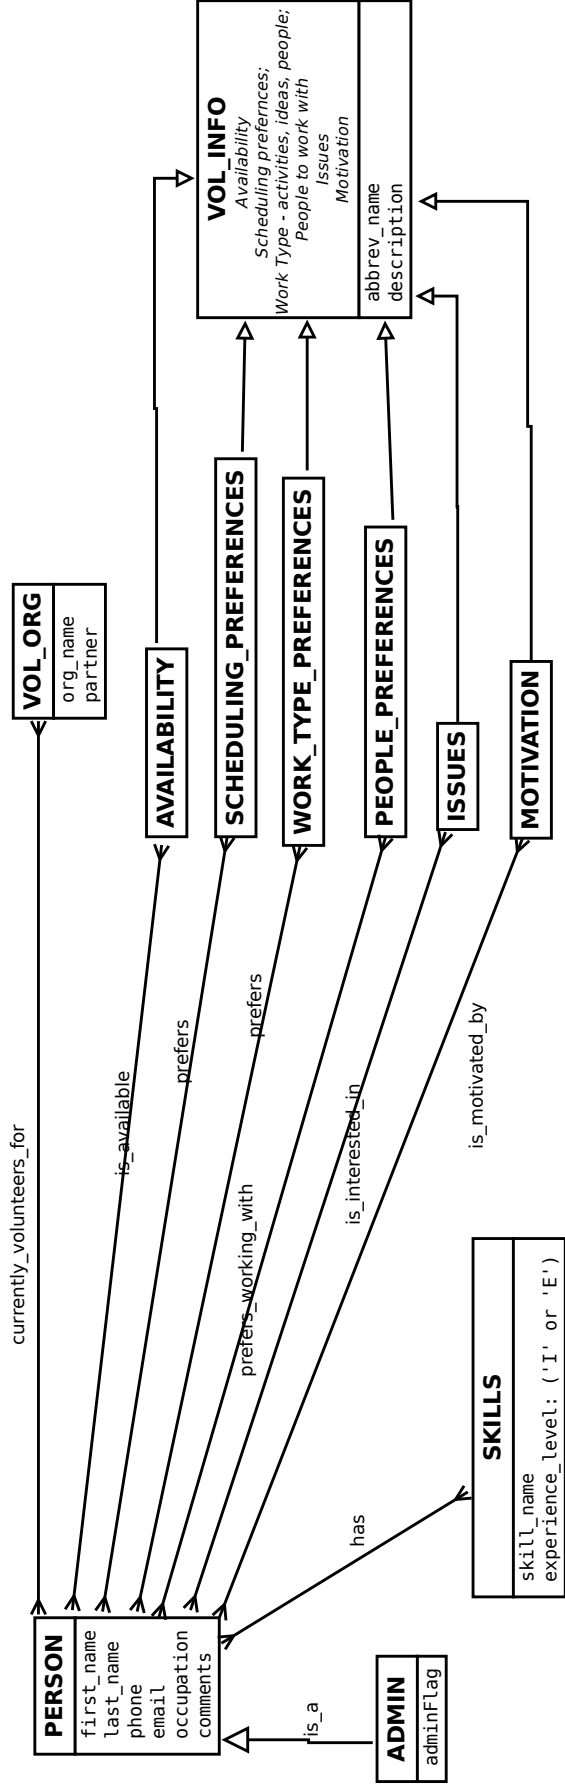 PERSON
first_name
last_name
phone
email
occupation
comments
ADMIN
adminFlag
is_a
has
SKILLS
skill_name
experience_level: ('I' or 'E')
currently_volunteers_for
is_available
prefers
prefers
prefers_working_with
is_interested_in
is_motivated_by
VOL_ORG
org_name
partner
AVAILABILITY
SCHEDULING_PREFERENCES
WORK_TYPE_PREFERENCES
PEOPLE_PREFERENCES
ISSUES
MOTIVATION
VOL_INFO
Availability
Scheduling prefernces;
Work Type - activities, ideas, people;
People to work with
Issues
Motivation
abbrev_name
description